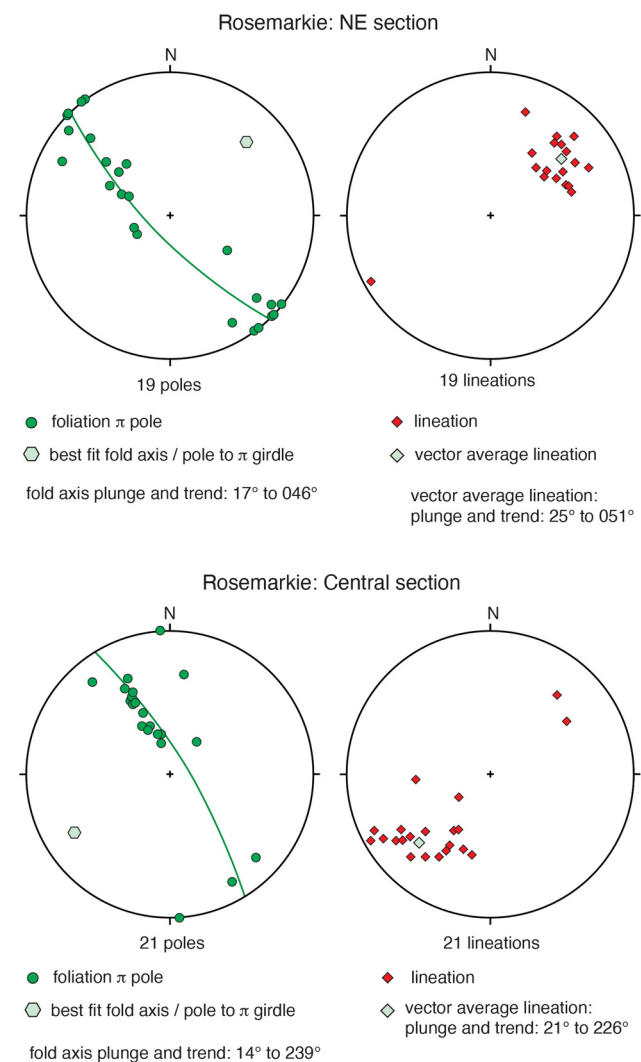 Rosemarkie: NE section
N
N
19 poles
19 lineations
foliation π pole
lineation
best fit fold axis / pole to π girdle
vector average lineation
fold axis plunge and trend: 17° to 046°
vector average lineation:
plunge and trend: 25° to 051°
Rosemarkie: Central section
N
N
21 poles
21 lineations
foliation π pole
lineation
best fit fold axis / pole to π girdle
vector average lineation:
plunge and trend: 21° to 226°
fold axis plunge and trend: 14° to 239°